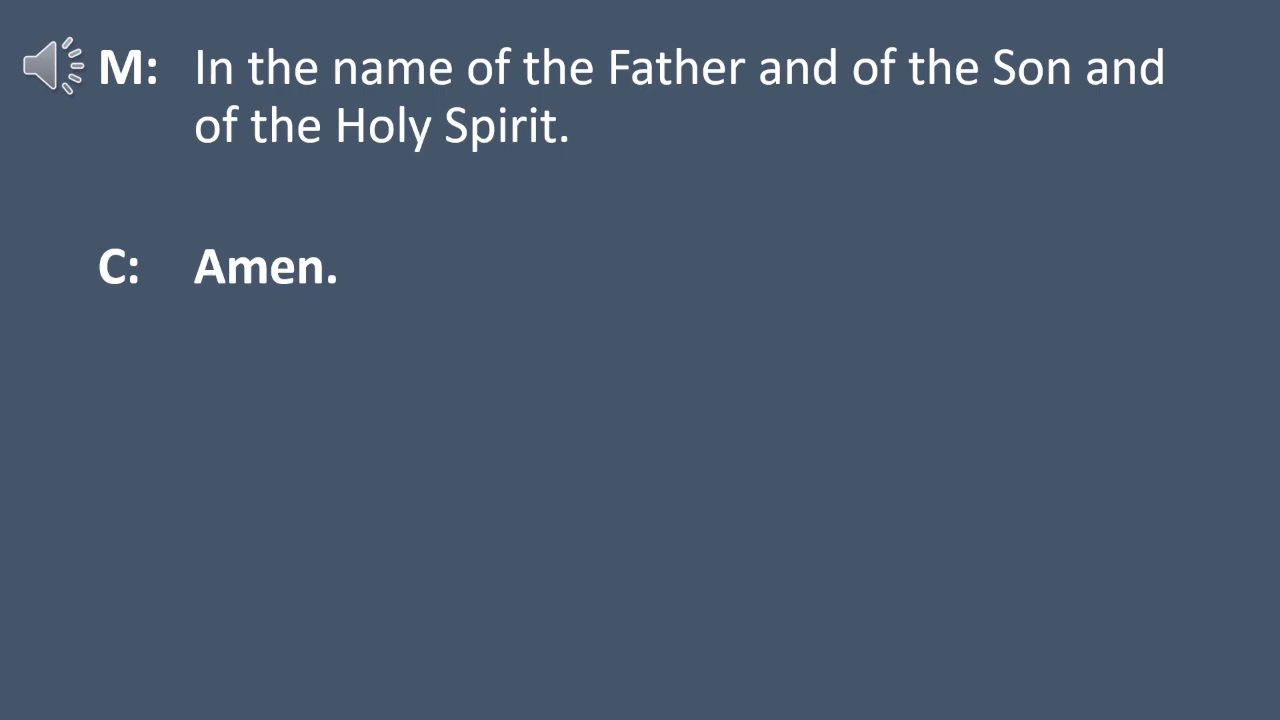 M: In the name of the Father and of the Son and
of the Holy Spirit.
C: Amen.